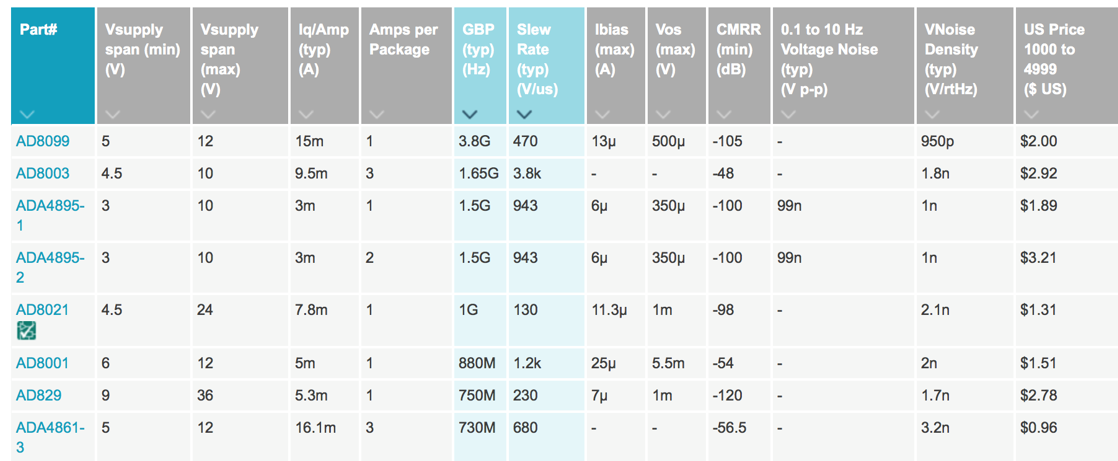 Part# Vsupply span (min) (V) Vsupply span (max) (V) Iq/Amp (typ) (A) Amps per Package GBP (typ) (Hz) Slew Rate (typ) (V/us) Ibias (max) (A) Vos (max) (V) CMRR (min) (dB) 0.1 to 10 Hz Voltage Noise (typ) (V p-p) VNoise Density (typ) (V/rtHz) US Price 1000 to 4999 ($ US)
AD8099 5 12 15m 1 3.8G 470 13µ 500µ -105 - 950p $2.00
AD8003 4.5 10 9.5m 3 1.65G 3.8k - - -48 - 1.8n $2.92
ADA4895-1 3 10 3m 1 1.5G 943 6µ 350µ -100 99n 1n $1.89
ADA4895-2 3 10 3m 2 1.5G 943 6µ 350µ -100 99n 1n $3.21
AD8021 4.5 24 7.8m 1 1G 130 11.3µ 1m -98 - 2.1n $1.31
AD8001 6 12 5m 1 880M 1.2k 25µ 5.5m -54 - 2n $1.51
AD829 9 36 5.3m 1 750M 230 7µ 1m -120 - 1.7n $2.78
ADA4861-3 5 12 16.1m 3 730M 680 - - -56.5 - 3.2n $0.96